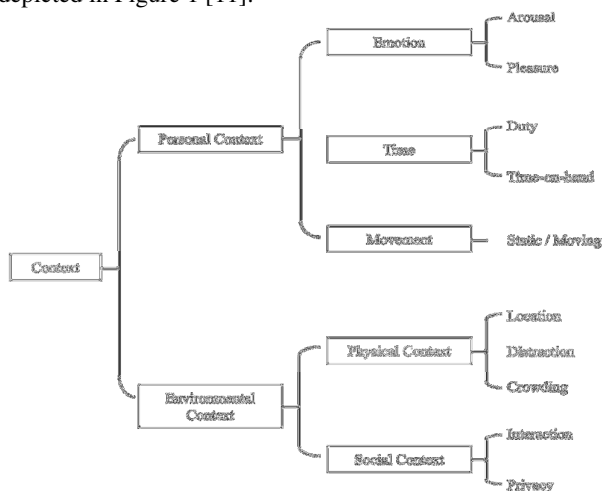 depicted in Figure 1 [11].
Arousal
Emotion
Pleasure
Personal Context
Duty
Time
Time-on-hand
Movement
Static / Moving
Context
Location
Physical Context
Distraction
Crowding
Environmental
Context
Interaction
Social Context
Privacy